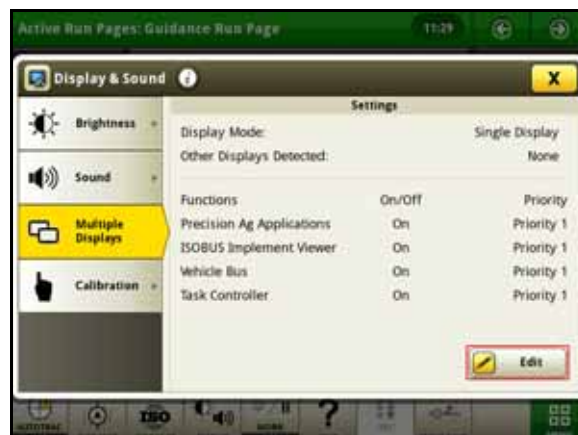 Active Run Pages: Guidance Run Page 11:29
Display & Sound i X
Settings
Brightness
Sound
Multiple
Displays
Calibration
Display Mode: Single Display
Other Displays Detected: None
Functions On/Off Priority
Precision Ag Applications On Priority 1
ISOBUS Implement Viewer On Priority 1
Vehicle Bus On Priority 1
Task Controller On Priority 1
Edit
AUTOTRAC
ISO
?